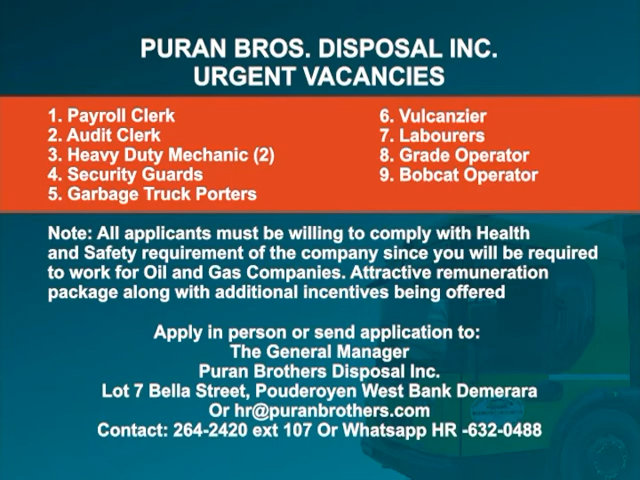 PURAN BROS. DISPOSAL INC.
URGENT VACANCIES
1. Payroll Clerk
2. Audit Clerk
3. Heavy Duty Mechanic (2)
4. Security Guards
5. Garbage Truck Porters
6. Vulcanzier
7. Labourers
8. Grade Operator
9. Bobcat Operator
Note: All applicants must be willing to comply with Health
and Safety requirement of the company since you will be required
to work for Oil and Gas Companies. Attractive remuneration
package along with additional incentives being offered
Apply in person or send application to:
The General Manager
Puran Brothers Disposal Inc.
Lot 7 Bella Street, Pouderoyen West Bank Demerara
Or hr@puranbrothers.com
Contact: 264-2420 ext 107 Or Whatsapp HR -632-0488